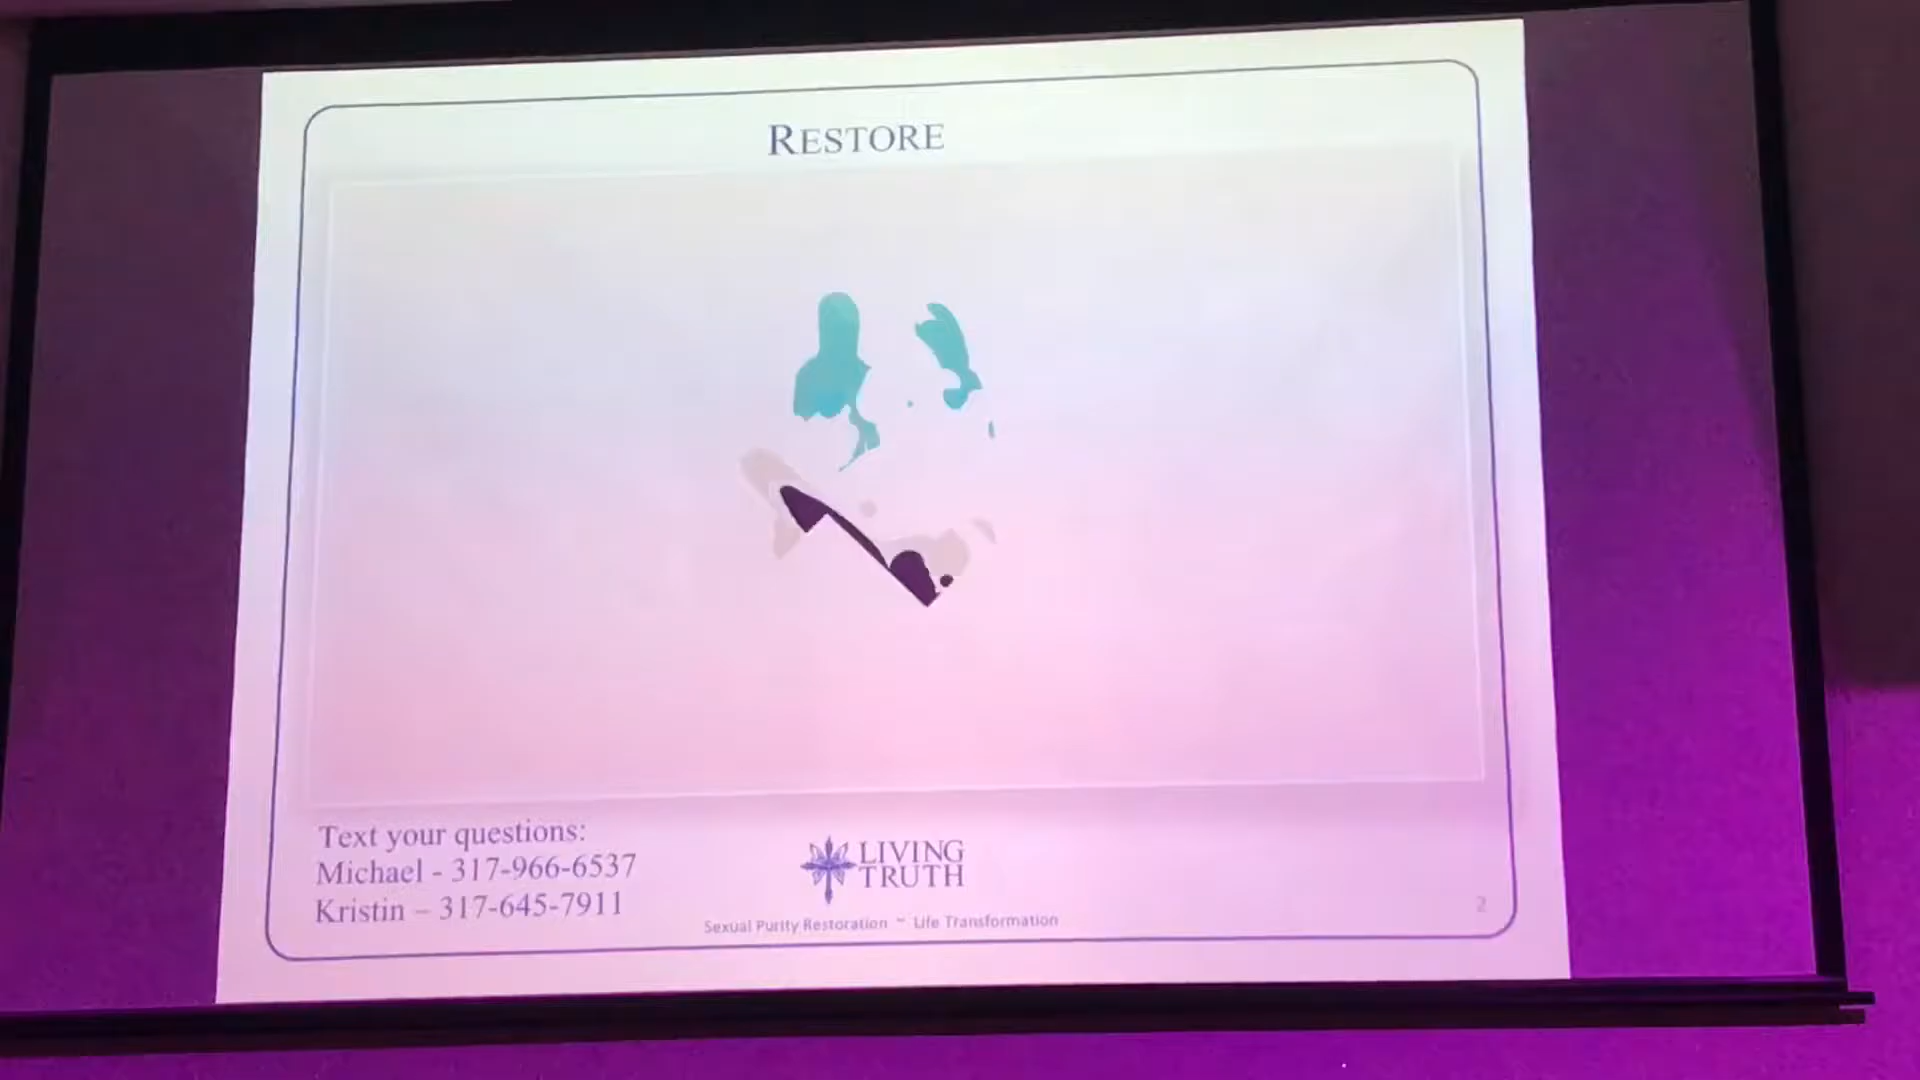 RESTORE
Text your questions:
Michael - 317-966-6537
Kristin – 317-645-7911
LIVING
TRUTH
Sexual Purity Restoration ~ Life Transformation
2